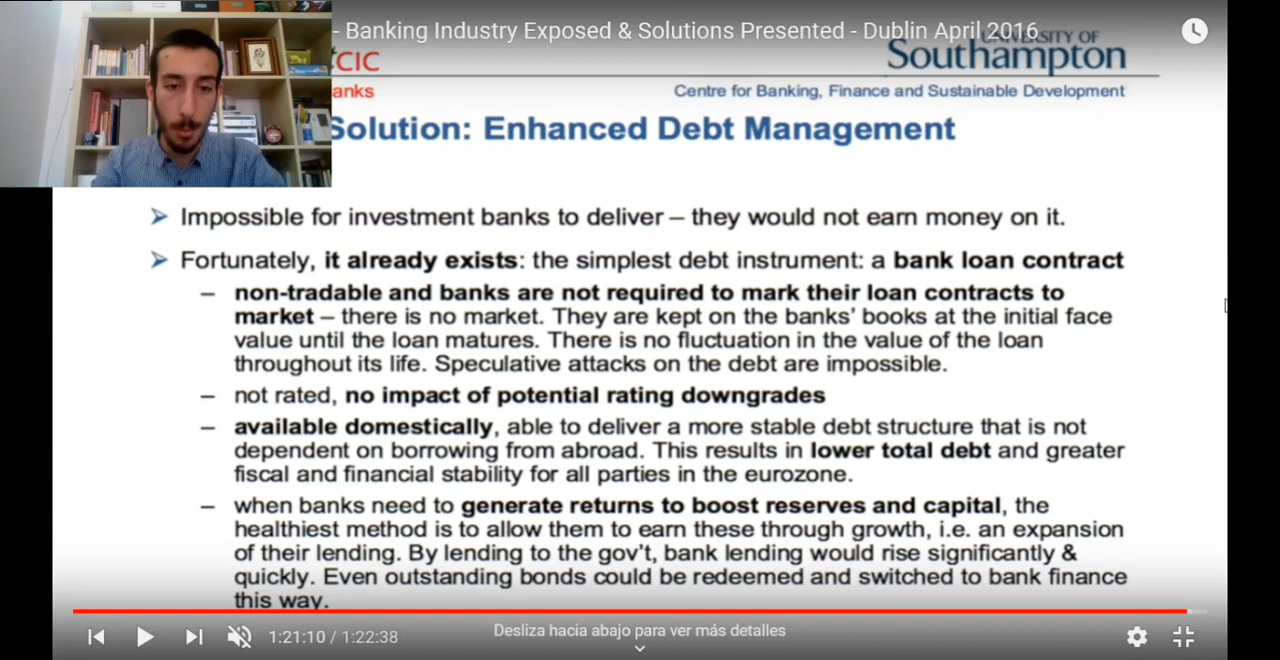 - Banking Industry Exposed & Solutions Presented - Dublin April 2016
UNIVERSITY OF
Southampton
CIC
anks
Centre for Banking, Finance and Sustainable Development
Solution: Enhanced Debt Management
➢ Impossible for investment banks to deliver – they would not earn money on it.
➢ Fortunately, it already exists: the simplest debt instrument: a bank loan contract
– non-tradable and banks are not required to mark their loan contracts to
market – there is no market. They are kept on the banks' books at the initial face
value until the loan matures. There is no fluctuation in the value of the loan
throughout its life. Speculative attacks on the debt are impossible.
– not rated, no impact of potential rating downgrades
– available domestically, able to deliver a more stable debt structure that is not
dependent on borrowing from abroad. This results in lower total debt and greater
fiscal and financial stability for all parties in the eurozone.
– when banks need to generate returns to boost reserves and capital, the
healthiest method is to allow them to earn these through growth, i.e. an expansion
of their lending. By lending to the gov't, bank lending would rise significantly &
quickly. Even outstanding bonds could be redeemed and switched to bank finance
this way.
1:21:10 / 1:22:38
Desliza hacia abajo para ver más detalles